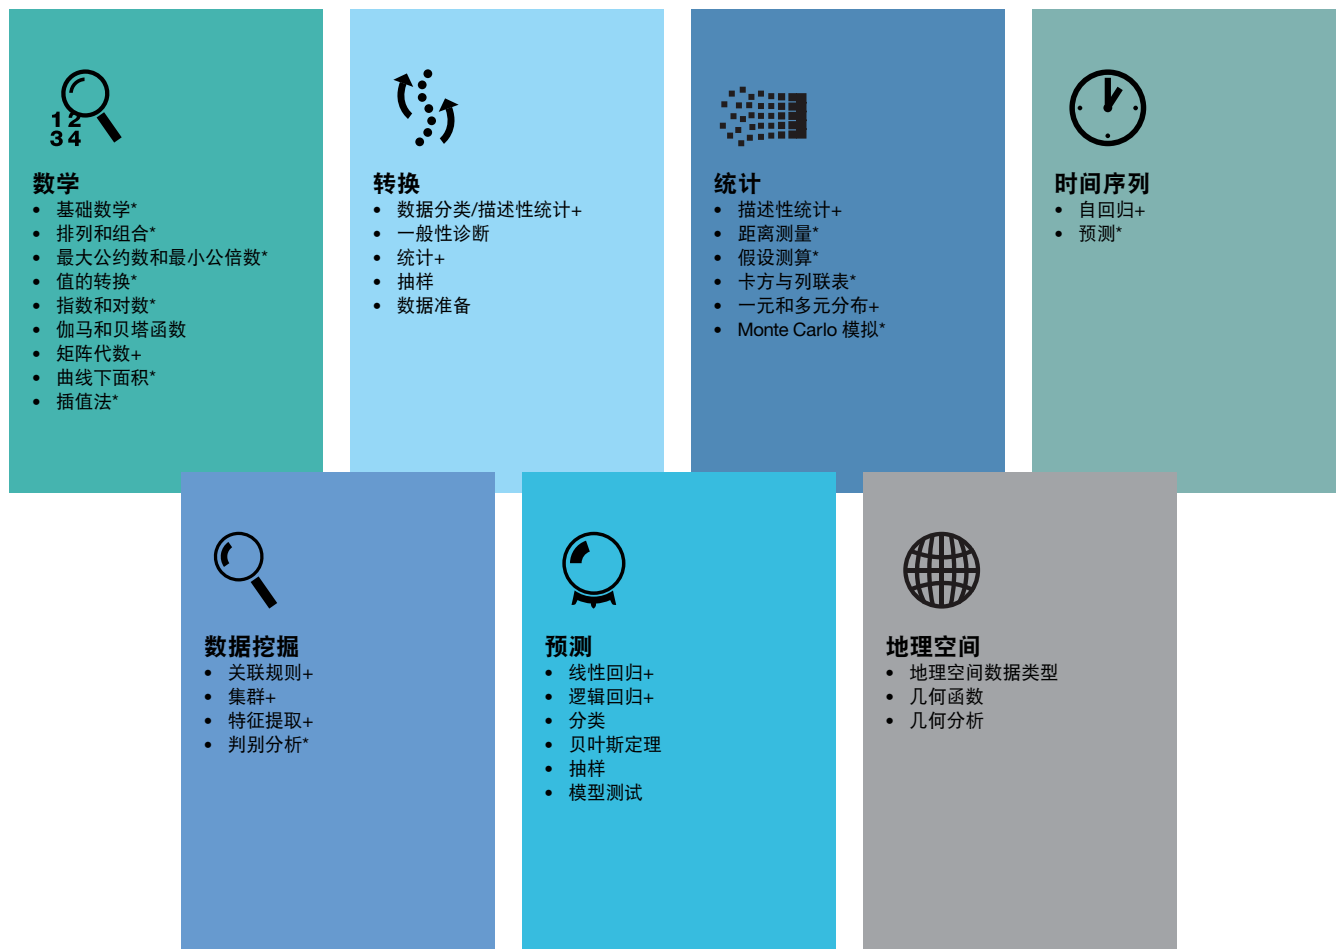 12
34
数学
• 基础数学*
• 排列和组合*
• 最大公约数和最小公倍数*
• 值的转换*
• 指数和对数*
• 伽马和贝塔函数
• 矩阵代数+
• 曲线下面积*
• 插值法*
转换
• 数据分类/描述性统计+
• 一般性诊断
• 统计+
• 抽样
• 数据准备
统计
• 描述性统计+
• 距离测量*
• 假设测算*
• 卡方与列联表*
• 一元和多元分布+
• Monte Carlo 模拟*
时间序列
• 自回归+
• 预测*
数据挖掘
• 关联规则+
• 集群+
• 特征提取+
• 判别分析*
预测
• 线性回归+
• 逻辑回归+
• 分类
• 贝叶斯定理
• 抽样
• 模型测试
地理空间
• 地理空间数据类型
• 几何函数
• 几何分析